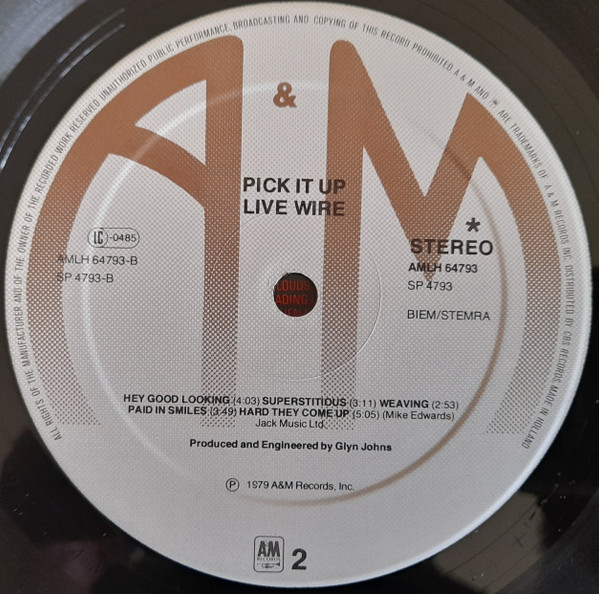 ALL RIGHTS OF THE MANUFACTURER AND OF THE OWNER OF THE RECORDED WORK RESERVED UNAUTHORIZED PUBLIC PERFORMANCE, BROADCASTING AND COPYING OF THIS RECORD PROHIBITED. A & M AND * ARE TRADEMARKS OF A & M RECORDS INC. DISTRIBUTED BY CBS RECORDS MADE IN HOLLAND
A & M
PICK IT UP
LIVE WIRE
LC -0485
AMLH 64793-B
SP 4793-B
*
STEREO
AMLH 64793
SP 4793
BIEM/STEMRA
HEY GOOD LOOKING (4:03) SUPERSTITIOUS (3:11) WEAVING (2:53)
PAID IN SMILES (3:49) HARD THEY COME UP (5:05) (Mike Edwards)
Jack Music Ltd.
Produced and Engineered by Glyn Johns
Ⓟ 1979 A&M Records, Inc.
AM
RECORDS
2